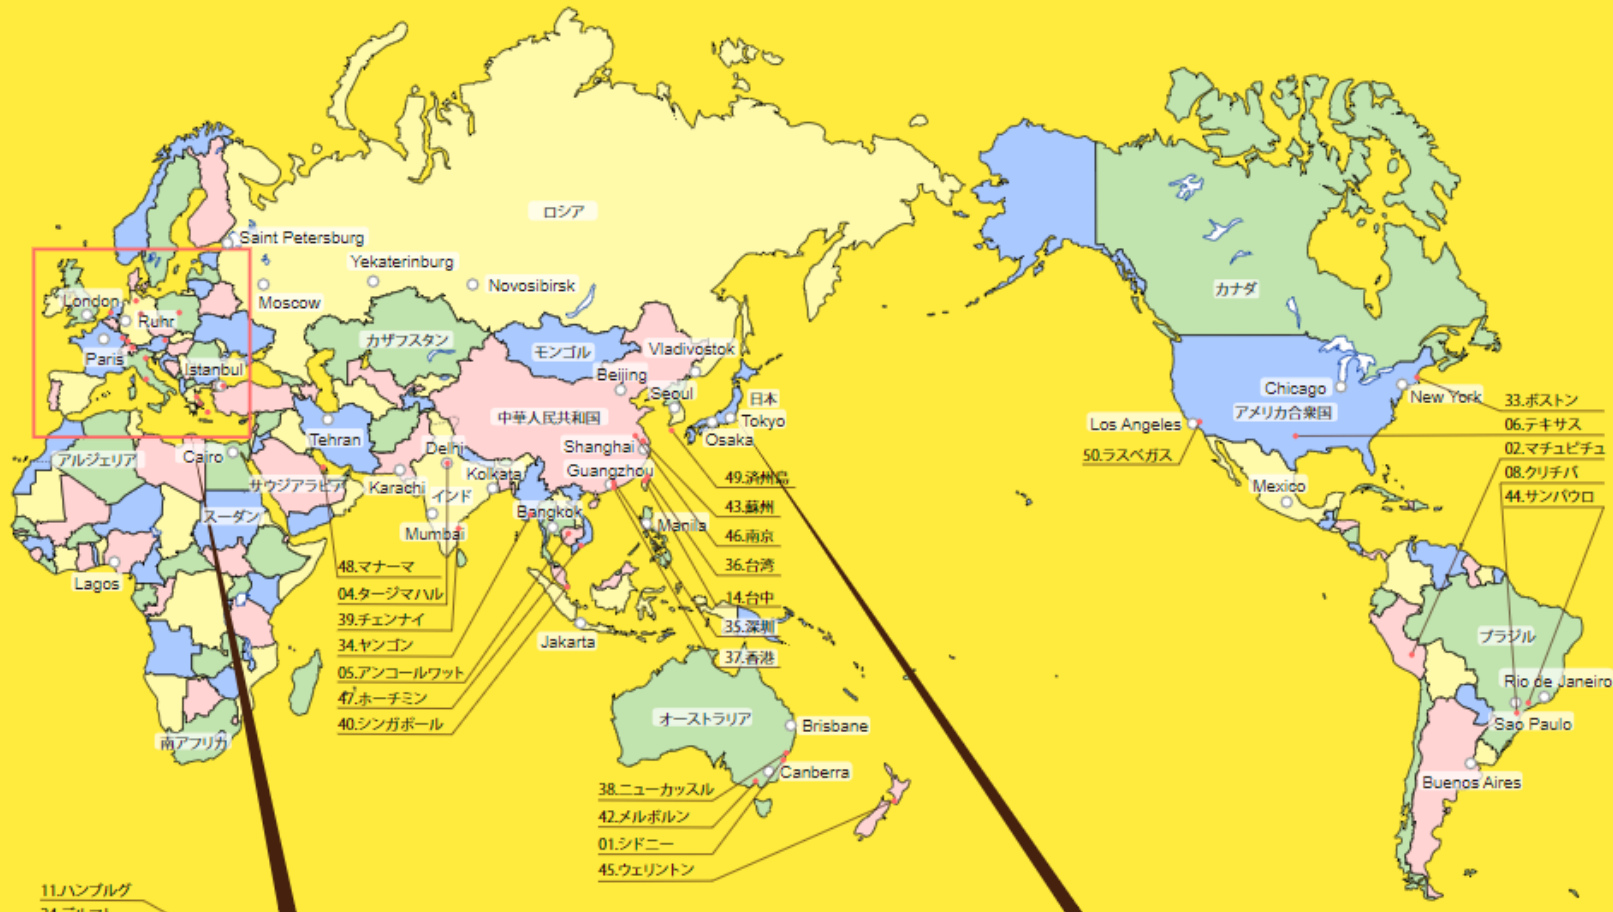 ロシア
Saint Petersburg
Yekaterinburg
Novosibirsk
Moscow
London
Ruhr
Paris
Istanbul
カザフスタン
モンゴル
Vladivostok
Beijing
Seoul
日本
Tokyo
Osaka
中華人民共和国
Shanghai
Guangzhou
Tehran
Delhi
Kolkata
Karachi
インド
Mumbai
Bangkok
Manila
Jakarta
アルジェリア
Cairo
サウジアラビア
スーダン
Lagos
南アフリカ
カナダ
Chicago
アメリカ合衆国
New York
Los Angeles
Mexico
ブラジル
Rio de Janeiro
Sao Paulo
Buenos Aires
オーストラリア
Brisbane
Canberra
33.ボストン
06.テキサス
02.マチュピチュ
08.クリチバ
44.サンパウロ
50.ラスベガス
49.済州島
43.蘇州
46.南京
36.台湾
14.台中
35.深圳
37.香港
48.マナーマ
04.タージマハル
39.チェンナイ
34.ヤンゴン
05.アンコールワット
47.ホーチミン
40.シンガポール
38.ニューカッスル
42.メルボルン
01.シドニー
45.ウェリントン
11.ハンブルグ